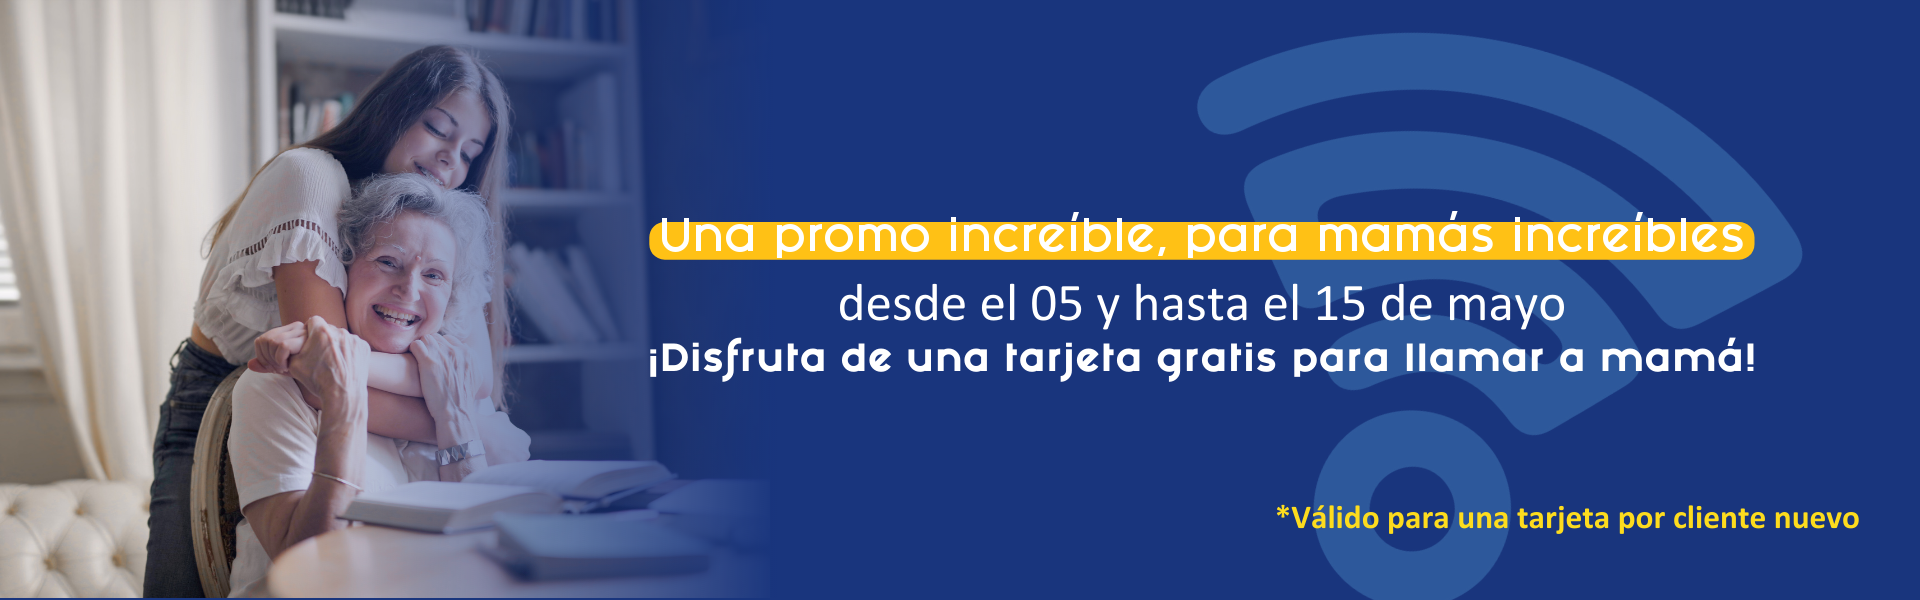 Una promo increíble, para mamás increíbles
desde el 05 y hasta el 15 de mayo
¡Disfruta de una tarjeta gratis para llamar a mamá!
*Válido para una tarjeta por cliente nuevo